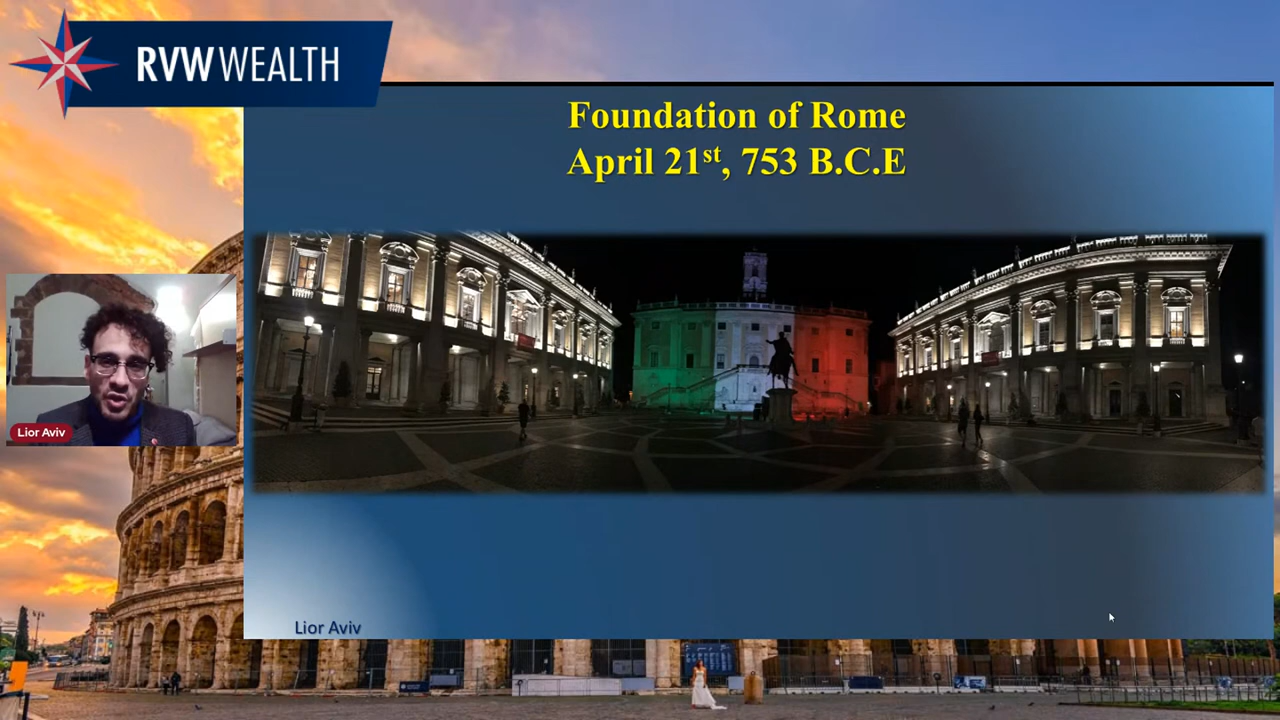 RVW WEALTH
Foundation of Rome
April 21st, 753 B.C.E
Lior Aviv
Lior Aviv